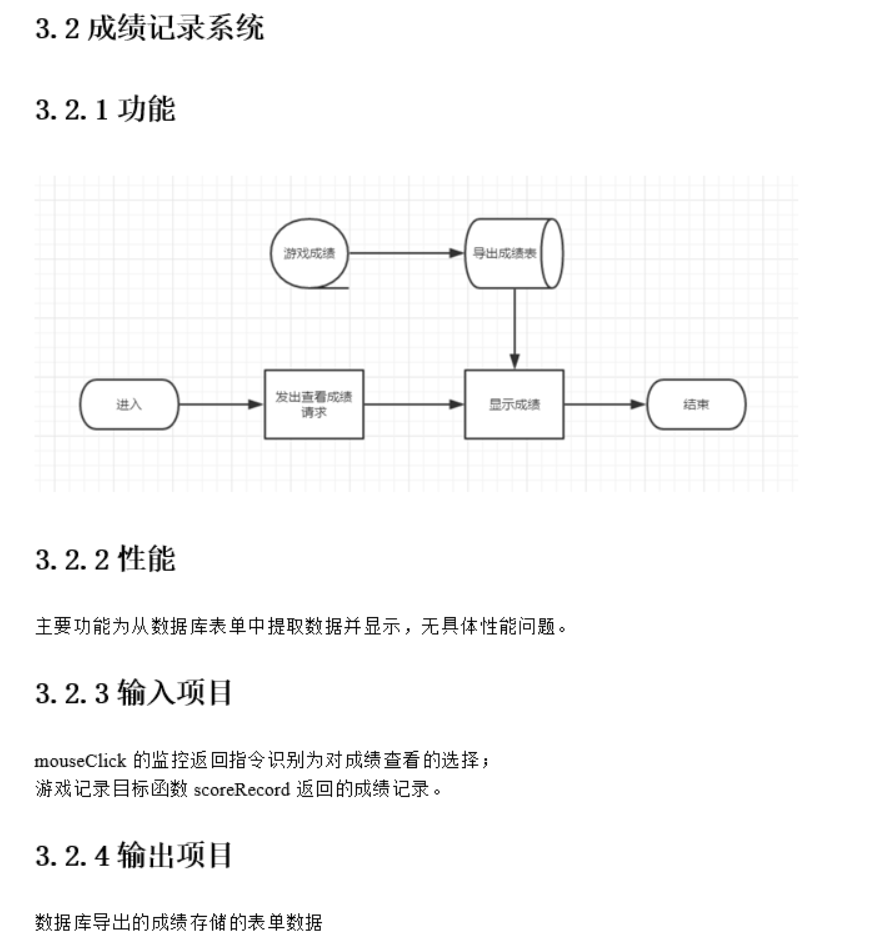 3.2 成绩记录系统
3.2.1 功能
游戏成绩
导出成绩表
进入
发出查看成绩
请求
显示成绩
结束
3.2.2 性能
主要功能为从数据库表单中提取数据并显示，无具体性能问题。
3.2.3 输入项目
mouseClick 的监控返回指令识别为对成绩查看的选择；
游戏记录目标函数 scoreRecord 返回的成绩记录。
3.2.4 输出项目
数据库导出的成绩存储的表单数据